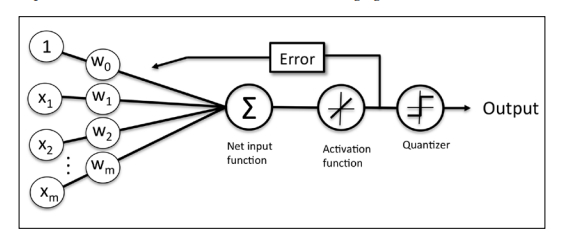 1
w0
x1
w1
x2
w2
⋮
xm
wm
Error
Σ
Net input
function
Activation
function
Quantizer
Output